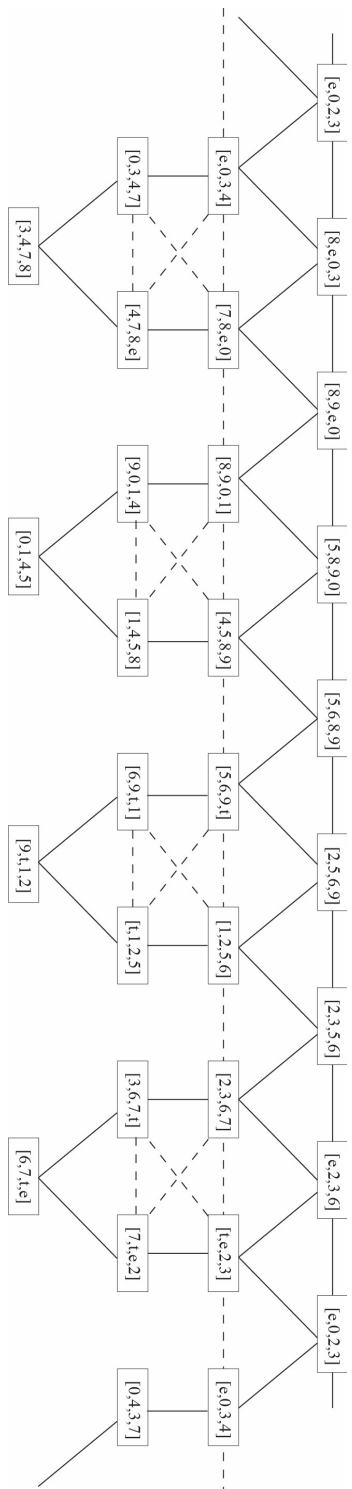 [e,0,2,3] [8,e,0,3] [8,9,e,0] [5,8,9,0] [5,6,8,9] [2,5,6,9] [2,3,5,6] [e,2,3,6] [e,0,2,3]
[e,0,3,4] [7,8,e,0] [8,9,0,1] [4,5,8,9] [5,6,9,t] [1,2,5,6] [2,3,6,7] [t,e,2,3] [e,0,3,4]
[0,3,4,7] [4,7,8,e] [9,0,1,4] [1,4,5,8] [6,9,t,1] [t,1,2,5] [3,6,7,t] [7,t,e,2] [0,4,3,7]
[3,4,7,8] [0,1,4,5] [9,t,1,2] [6,7,t,e]